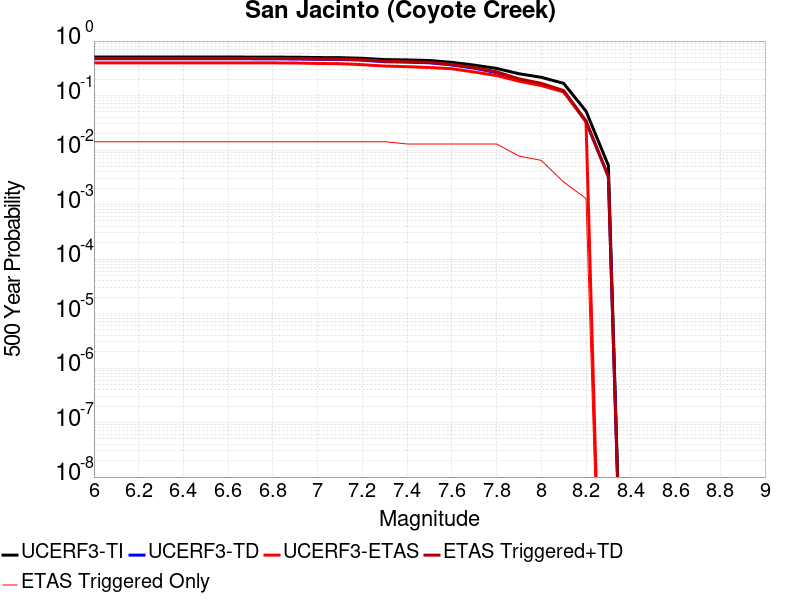 San Jacinto (Coyote Creek)
10^0
10^-1
10^-2
10^-3
10^-4
10^-5
10^-6
10^-7
10^-8
500 Year Probability
6 6.2 6.4 6.6 6.8 7 7.2 7.4 7.6 7.8 8 8.2 8.4 8.6 8.8 9
Magnitude
UCERF3-TI UCERF3-TD UCERF3-ETAS ETAS Triggered+TD
ETAS Triggered Only